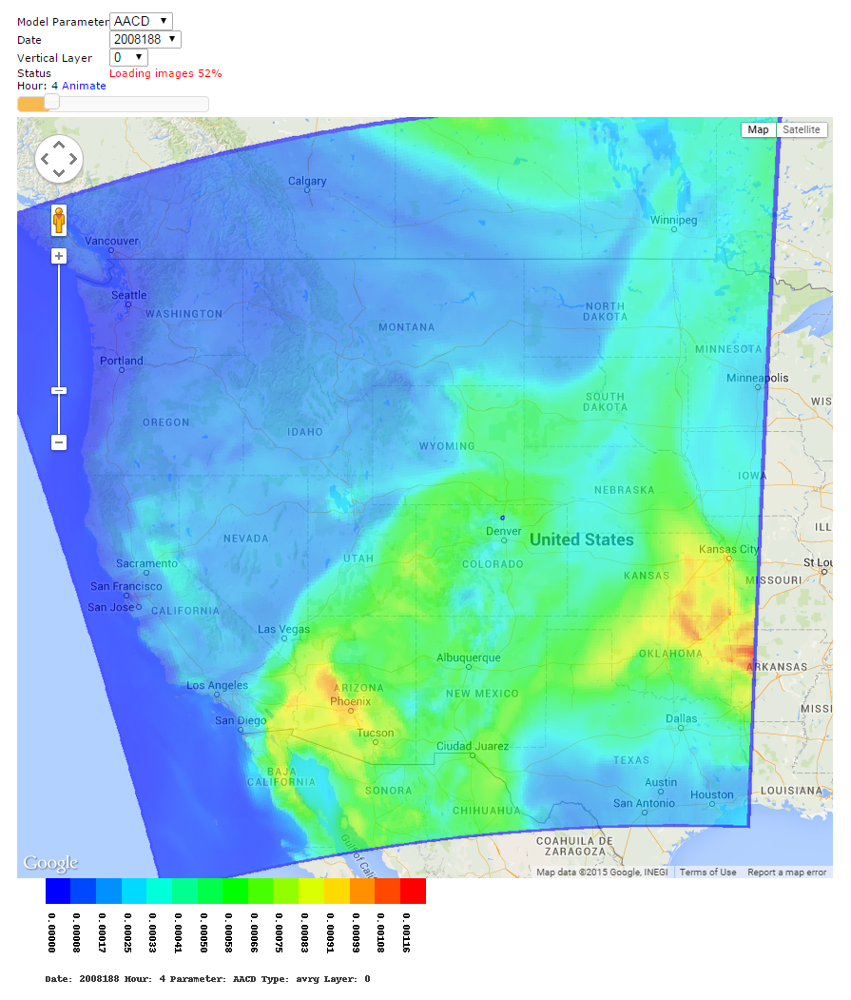 Model Parameter AACD
Date 2008188
Vertical Layer 0
Status Loading images 52%
Hour: 4 Animate
Map Satellite
Calgary
Winnipeg
Vancouver
Seattle
WASHINGTON
NORTH
DAKOTA
MONTANA
MINNESOTA
Portland
Minneapolis
SOUTH
DAKOTA
WIS
OREGON
IDAHO
WYOMING
IOWA
NEBRASKA
ILL
Denver
United States
NEVADA
UTAH
COLORADO
Kansas City
Sacramento
St Lou
KANSAS
MISSOURI
San Francisco
San Jose
CALIFORNIA
Las Vegas
Albuquerque
OKLAHOMA
ARKANSAS
Los Angeles
ARIZONA
NEW MEXICO
Phoenix
MISSI
San Diego
Dallas
Tucson
Ciudad Juarez
TEXAS
BAJA
CALIFORNIA
SONORA
Austin
Houston
LOUISIANA
San Antonio
CHIHUAHUA
COAHUILA DE
ZARAGOZA
Gulf of Cali
Google
Map data ©2015 Google, INEGI Terms of Use Report a map error
0.00000 0.00008 0.00017 0.00025 0.00033 0.00041 0.00050 0.00058 0.00066 0.00075 0.00083 0.00091 0.00099 0.00108 0.00116
Date: 2008188 Hour: 4 Parameter: AACD Type: avrg Layer: 0